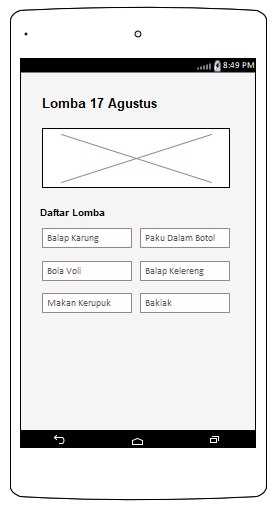 8:49 PM
Lomba 17 Agustus
Daftar Lomba
Balap Karung
Paku Dalam Botol
Bola Voli
Balap Kelereng
Makan Kerupuk
Bakiak